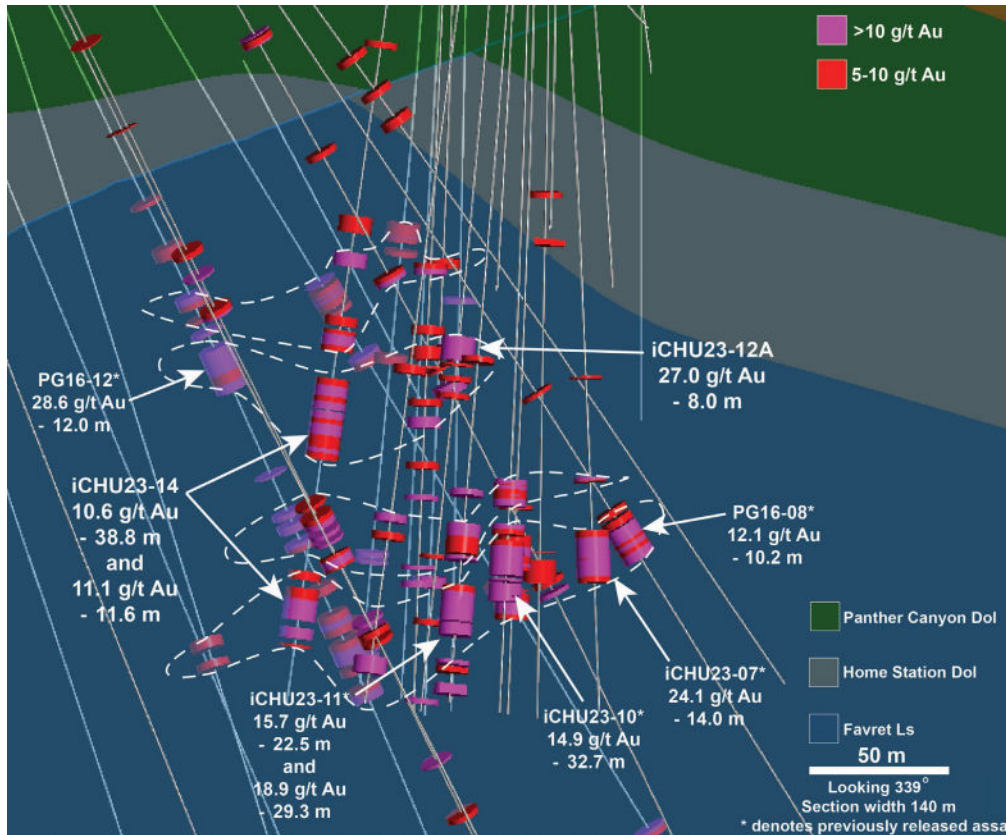 >10 g/t Au
5-10 g/t Au
iCHU23-12A
27.0 g/t Au
- 8.0 m
PG16-12*
28.6 g/t Au
- 12.0 m
iCHU23-14
10.6 g/t Au
- 38.8 m
and
11.1 g/t Au
- 11.6 m
PG16-08*
12.1 g/t Au
- 10.2 m
iCHU23-07*
24.1 g/t Au
- 14.0 m
iCHU23-11*
15.7 g/t Au
- 22.5 m
and
18.9 g/t Au
- 29.3 m
iCHU23-10*
14.9 g/t Au
- 32.7 m
Panther Canyon Dol
Home Station Dol
Favret Ls
50 m
Looking 339°
Section width 140 m
* denotes previously released assa